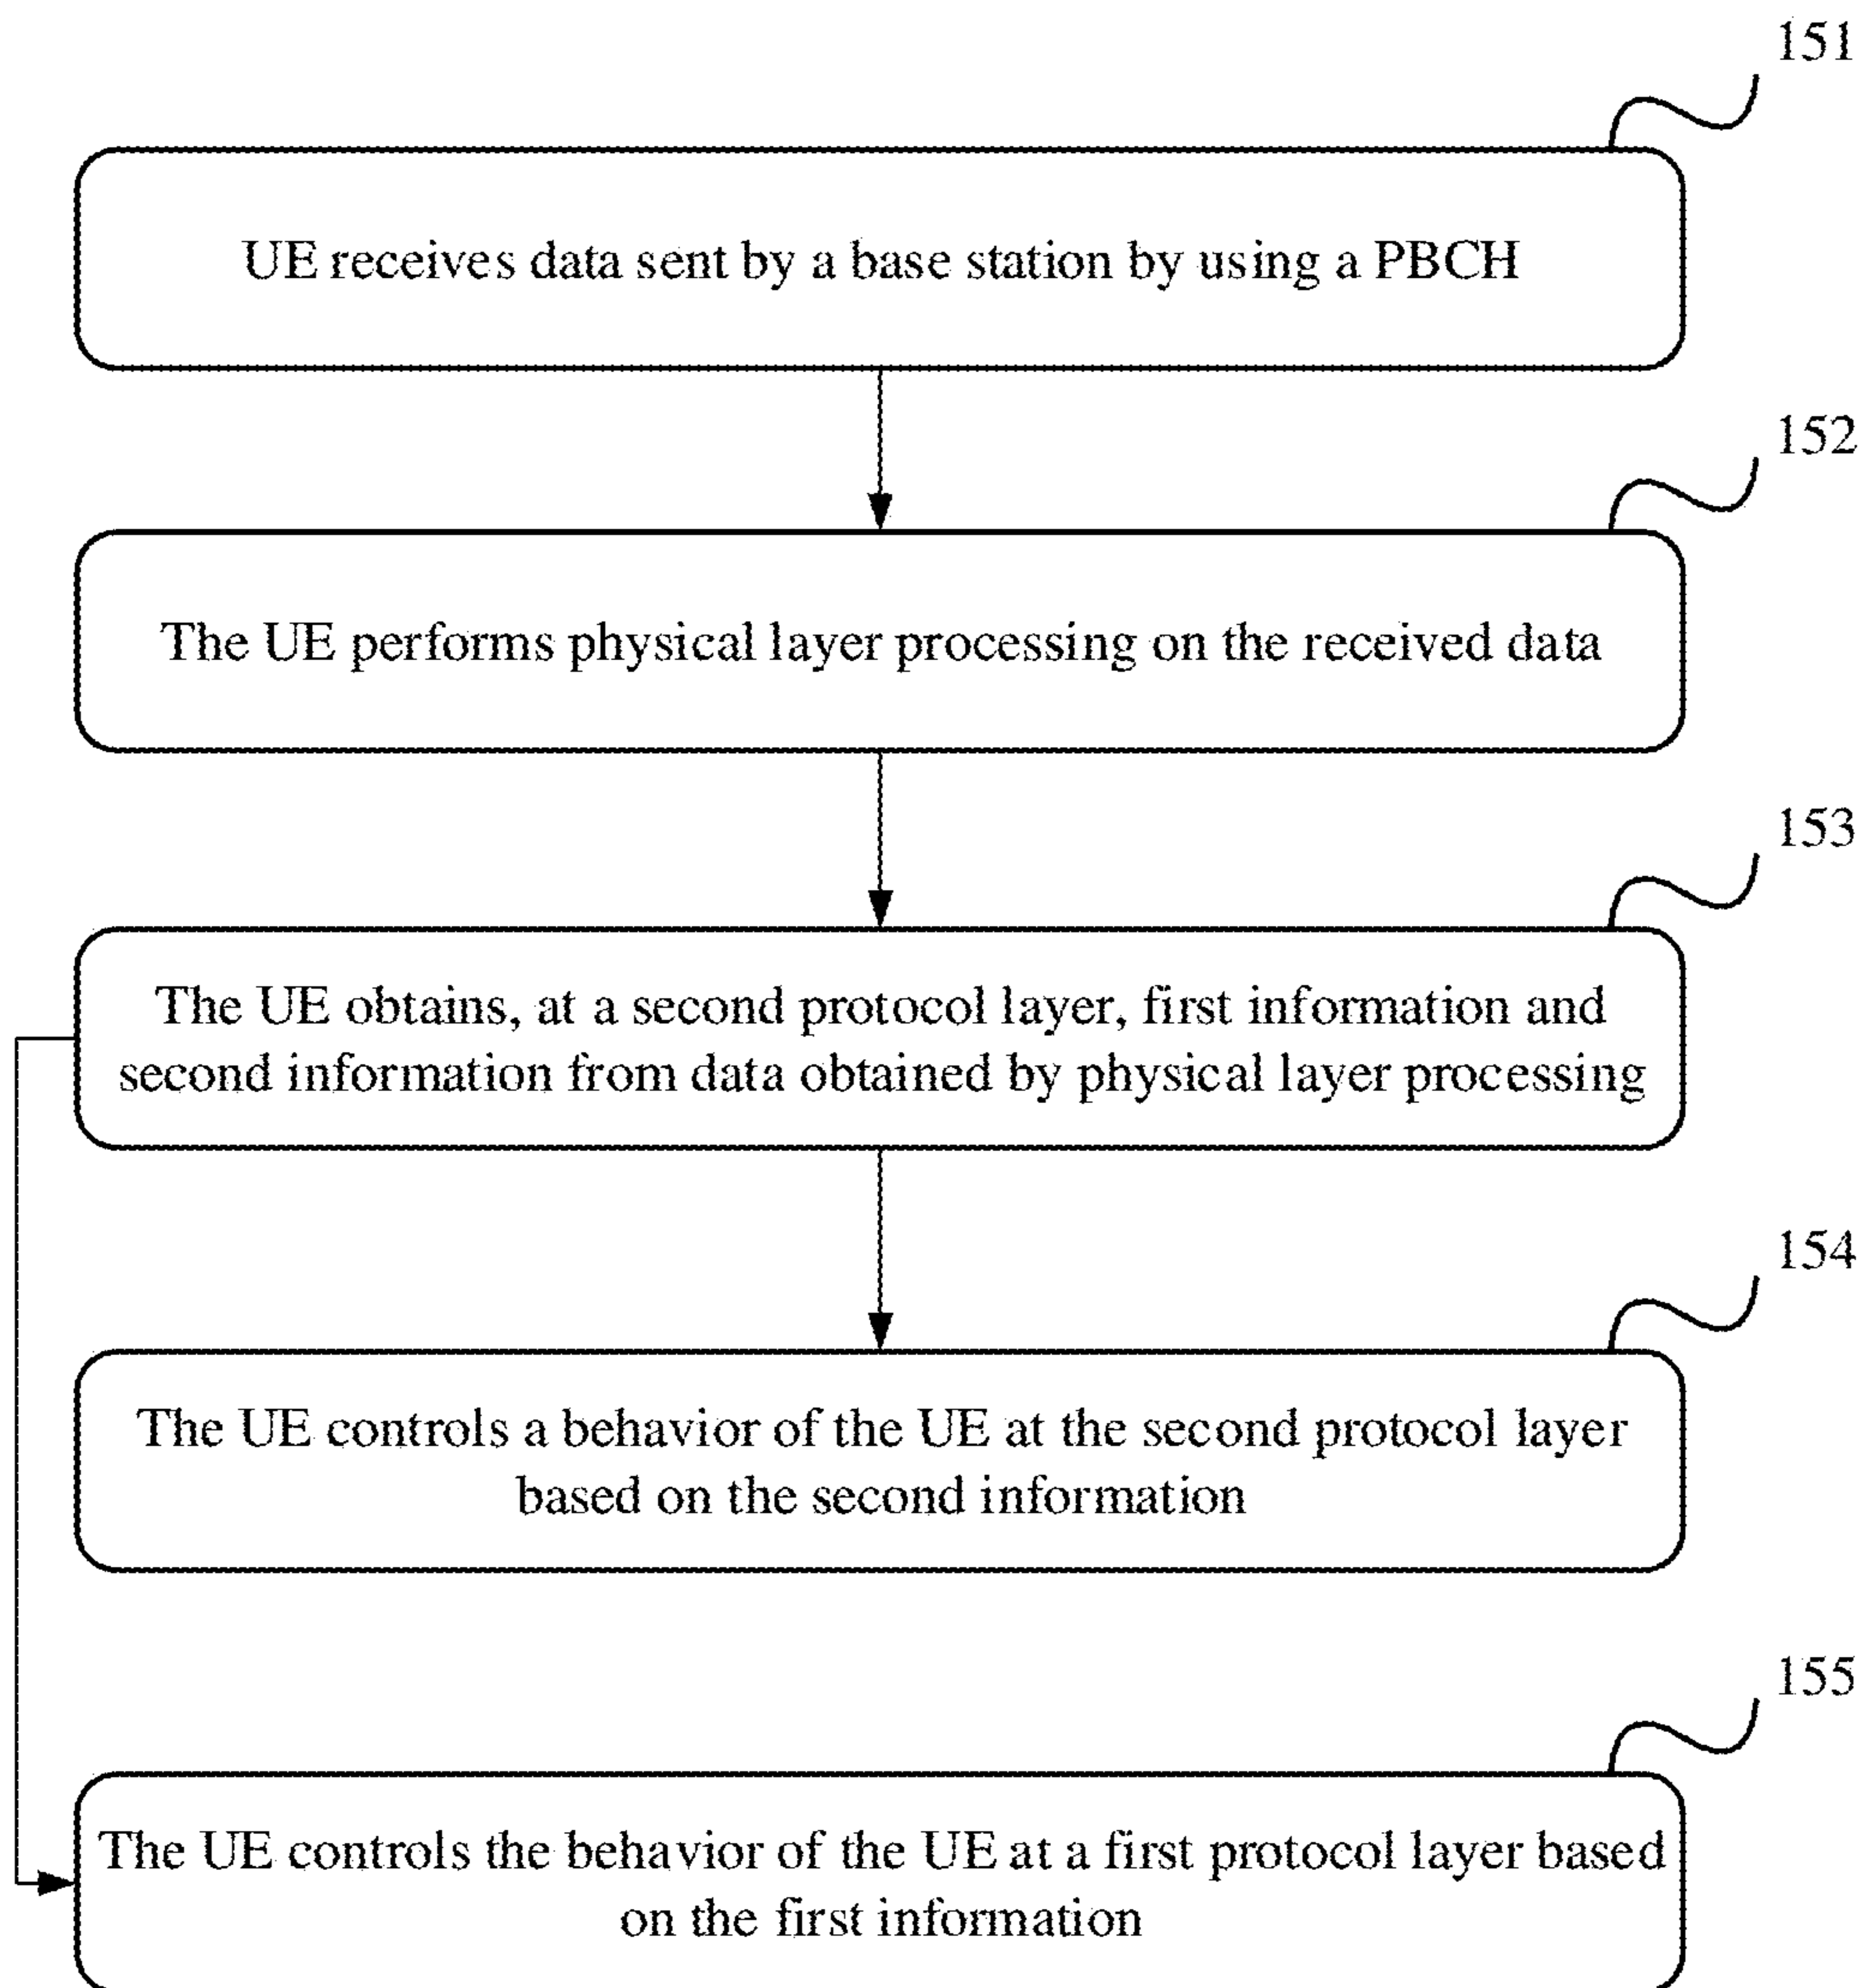 151
UE receives data sent by a base station by using a PBCH
152
The UE performs physical layer processing on the received data
153
The UE obtains, at a second protocol layer, first information and
second information from data obtained by physical layer processing
154
The UE controls a behavior of the UE at the second protocol layer
based on the second information
155
The UE controls the behavior of the UE at a first protocol layer based
on the first information